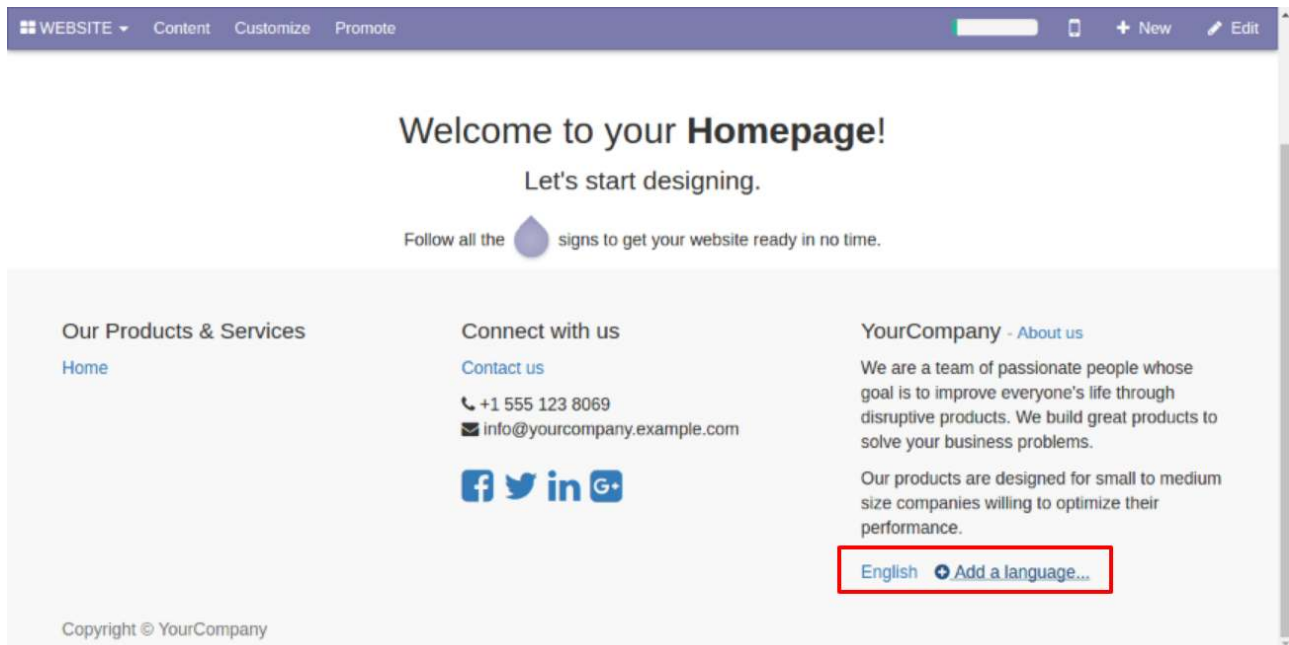 WEBSITE Content Customize Promote New Edit
Welcome to your Homepage!
Let's start designing.
Follow all the signs to get your website ready in no time.
Our Products & Services
Home
Connect with us
Contact us
+1 555 123 8069
info@yourcompany.example.com
YourCompany - About us
We are a team of passionate people whose
goal is to improve everyone's life through
disruptive products. We build great products to
solve your business problems.
Our products are designed for small to medium
size companies willing to optimize their
performance.
English Add a language...
Copyright © YourCompany